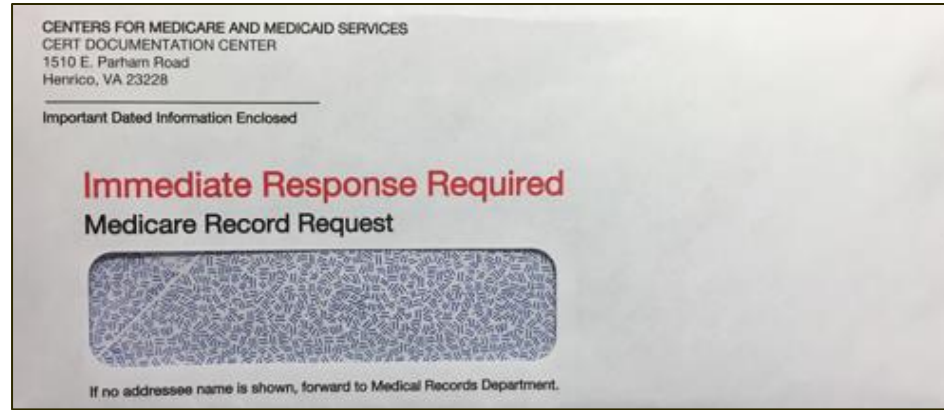 CENTERS FOR MEDICARE AND MEDICAID SERVICES
CERT DOCUMENTATION CENTER
1510 E. Parham Road
Henrico, VA 23228
Important Dated Information Enclosed
Immediate Response Required
Medicare Record Request
If no addressee name is shown, forward to Medical Records Department.